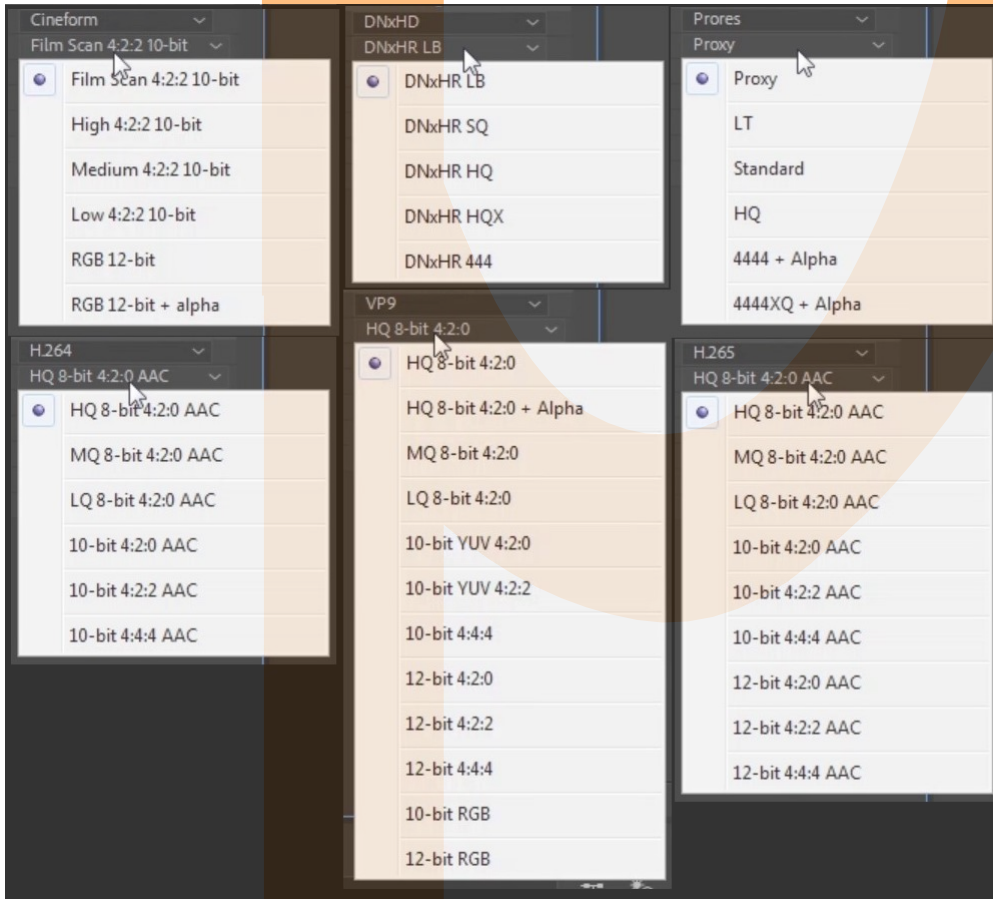 Cineform
Film Scan 4:2:2 10-bit
Film Scan 4:2:2 10-bit
High 4:2:2 10-bit
Medium 4:2:2 10-bit
Low 4:2:2 10-bit
RGB 12-bit
RGB 12-bit + alpha
DNxHD
DNxHR LB
DNxHR LB
DNxHR SQ
DNxHR HQ
DNxHR HQX
DNxHR 444
Prores
Proxy
Proxy
LT
Standard
HQ
4444 + Alpha
4444XQ + Alpha
H.264
HQ 8-bit 4:2:0 AAC
HQ 8-bit 4:2:0 AAC
MQ 8-bit 4:2:0 AAC
LQ 8-bit 4:2:0 AAC
10-bit 4:2:0 AAC
10-bit 4:2:2 AAC
10-bit 4:4:4 AAC
VP9
HQ 8-bit 4:2:0
HQ 8-bit 4:2:0
HQ 8-bit 4:2:0 + Alpha
MQ 8-bit 4:2:0
LQ 8-bit 4:2:0
10-bit YUV 4:2:0
10-bit YUV 4:2:2
10-bit 4:4:4
12-bit 4:2:0
12-bit 4:2:2
12-bit 4:4:4
10-bit RGB
12-bit RGB
H.265
HQ 8-bit 4:2:0 AAC
HQ 8-bit 4:2:0 AAC
MQ 8-bit 4:2:0 AAC
LQ 8-bit 4:2:0 AAC
10-bit 4:2:0 AAC
10-bit 4:2:2 AAC
10-bit 4:4:4 AAC
12-bit 4:2:0 AAC
12-bit 4:2:2 AAC
12-bit 4:4:4 AAC